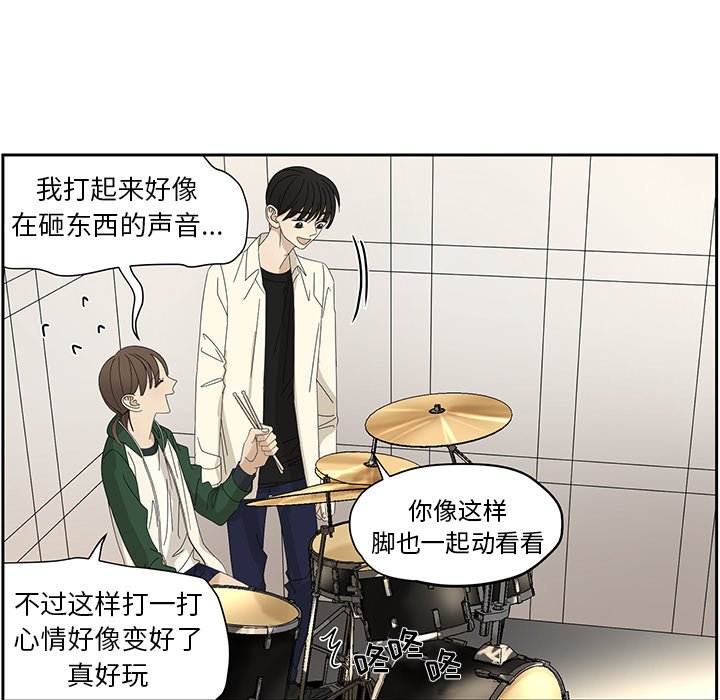 我打起来好像
在砸东西的声音...
你像这样
脚也一起动看看
不过这样打一打
心情好像变好了
真好玩
咚咚咚